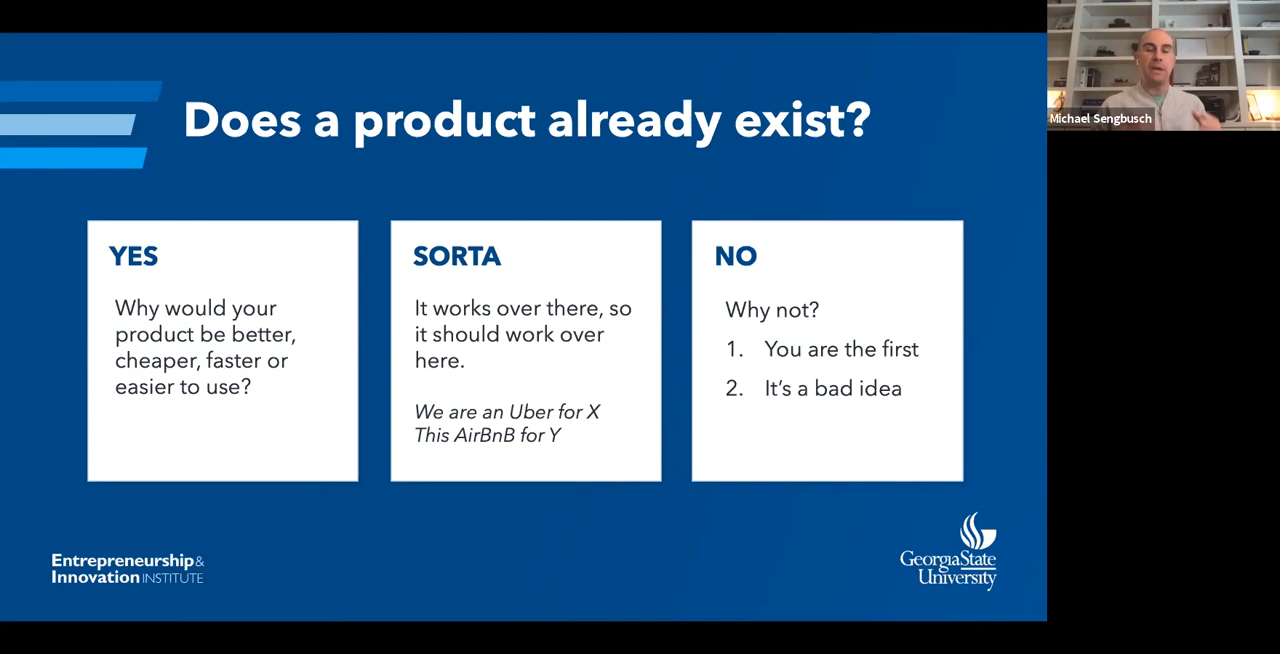 Does a product already exist?
YES
Why would your
product be better,
cheaper, faster or
easier to use?
SORTA
It works over there, so
it should work over
here.
We are an Uber for X
This AirBnB for Y
NO
Why not?
1. You are the first
2. It’s a bad idea
Entrepreneurship&
Innovation INSTITUTE
GeorgiaState
University
Michael Sengbusch